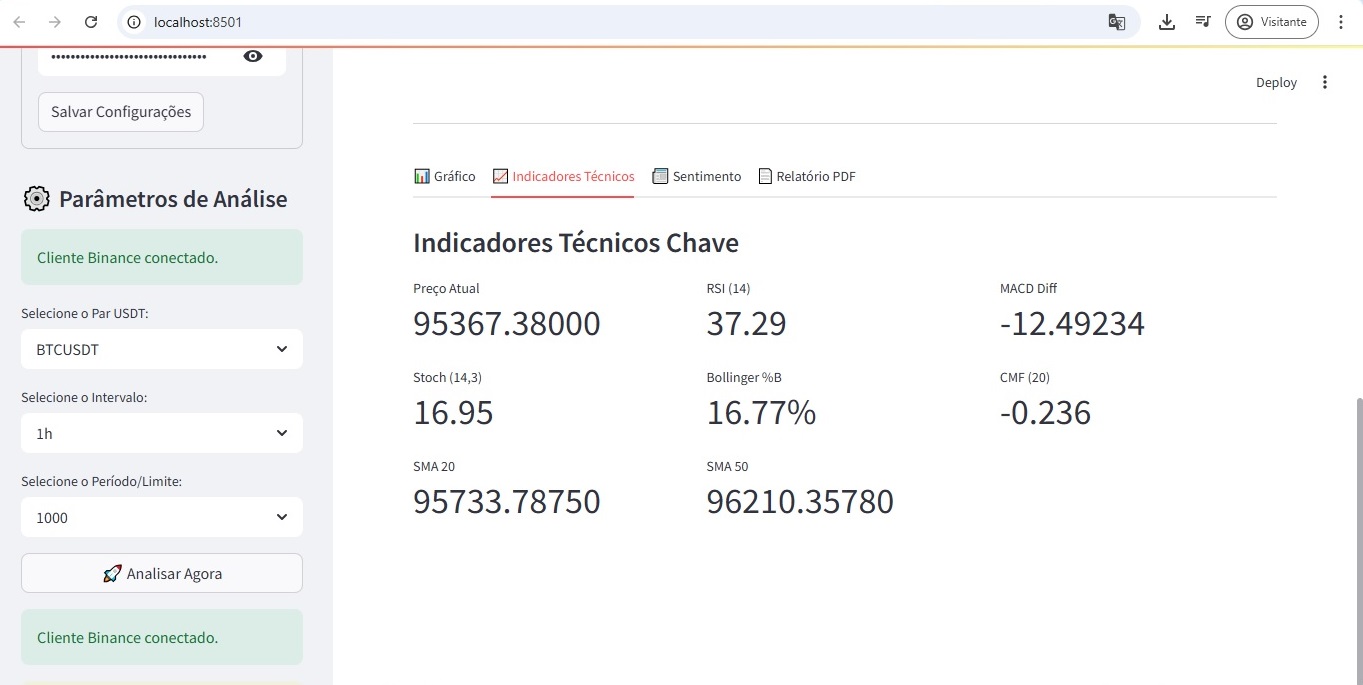 localhost:8501
Visitante
Salvar Configurações
Parâmetros de Análise
Cliente Binance conectado.
Selecione o Par USDT:
BTCUSDT
Selecione o Intervalo:
1h
Selecione o Período/Limite:
1000
Analisar Agora
Cliente Binance conectado.
Deploy
Gráfico Indicadores Técnicos Sentimento Relatório PDF
Indicadores Técnicos Chave
Preço Atual RSI (14) MACD Diff
95367.38000 37.29 -12.49234
Stoch (14,3) Bollinger %B CMF (20)
16.95 16.77% -0.236
SMA 20 SMA 50
95733.78750 96210.35780